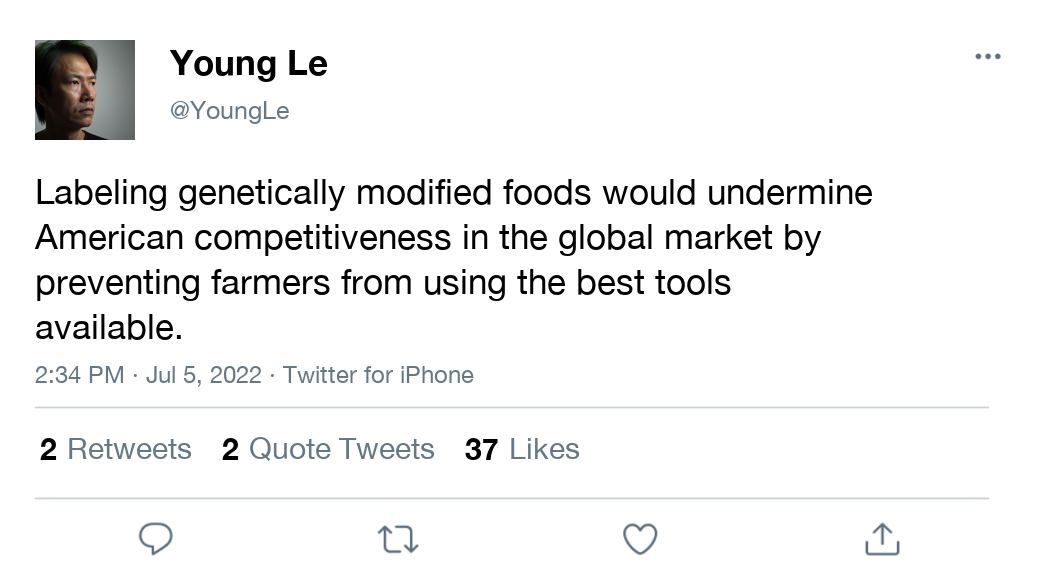 Young Le
@YoungLe
Labeling genetically modified foods would undermine
American competitiveness in the global market by
preventing farmers from using the best tools
available.
2:34 PM · Jul 5, 2022 · Twitter for iPhone
2 Retweets 2 Quote Tweets 37 Likes